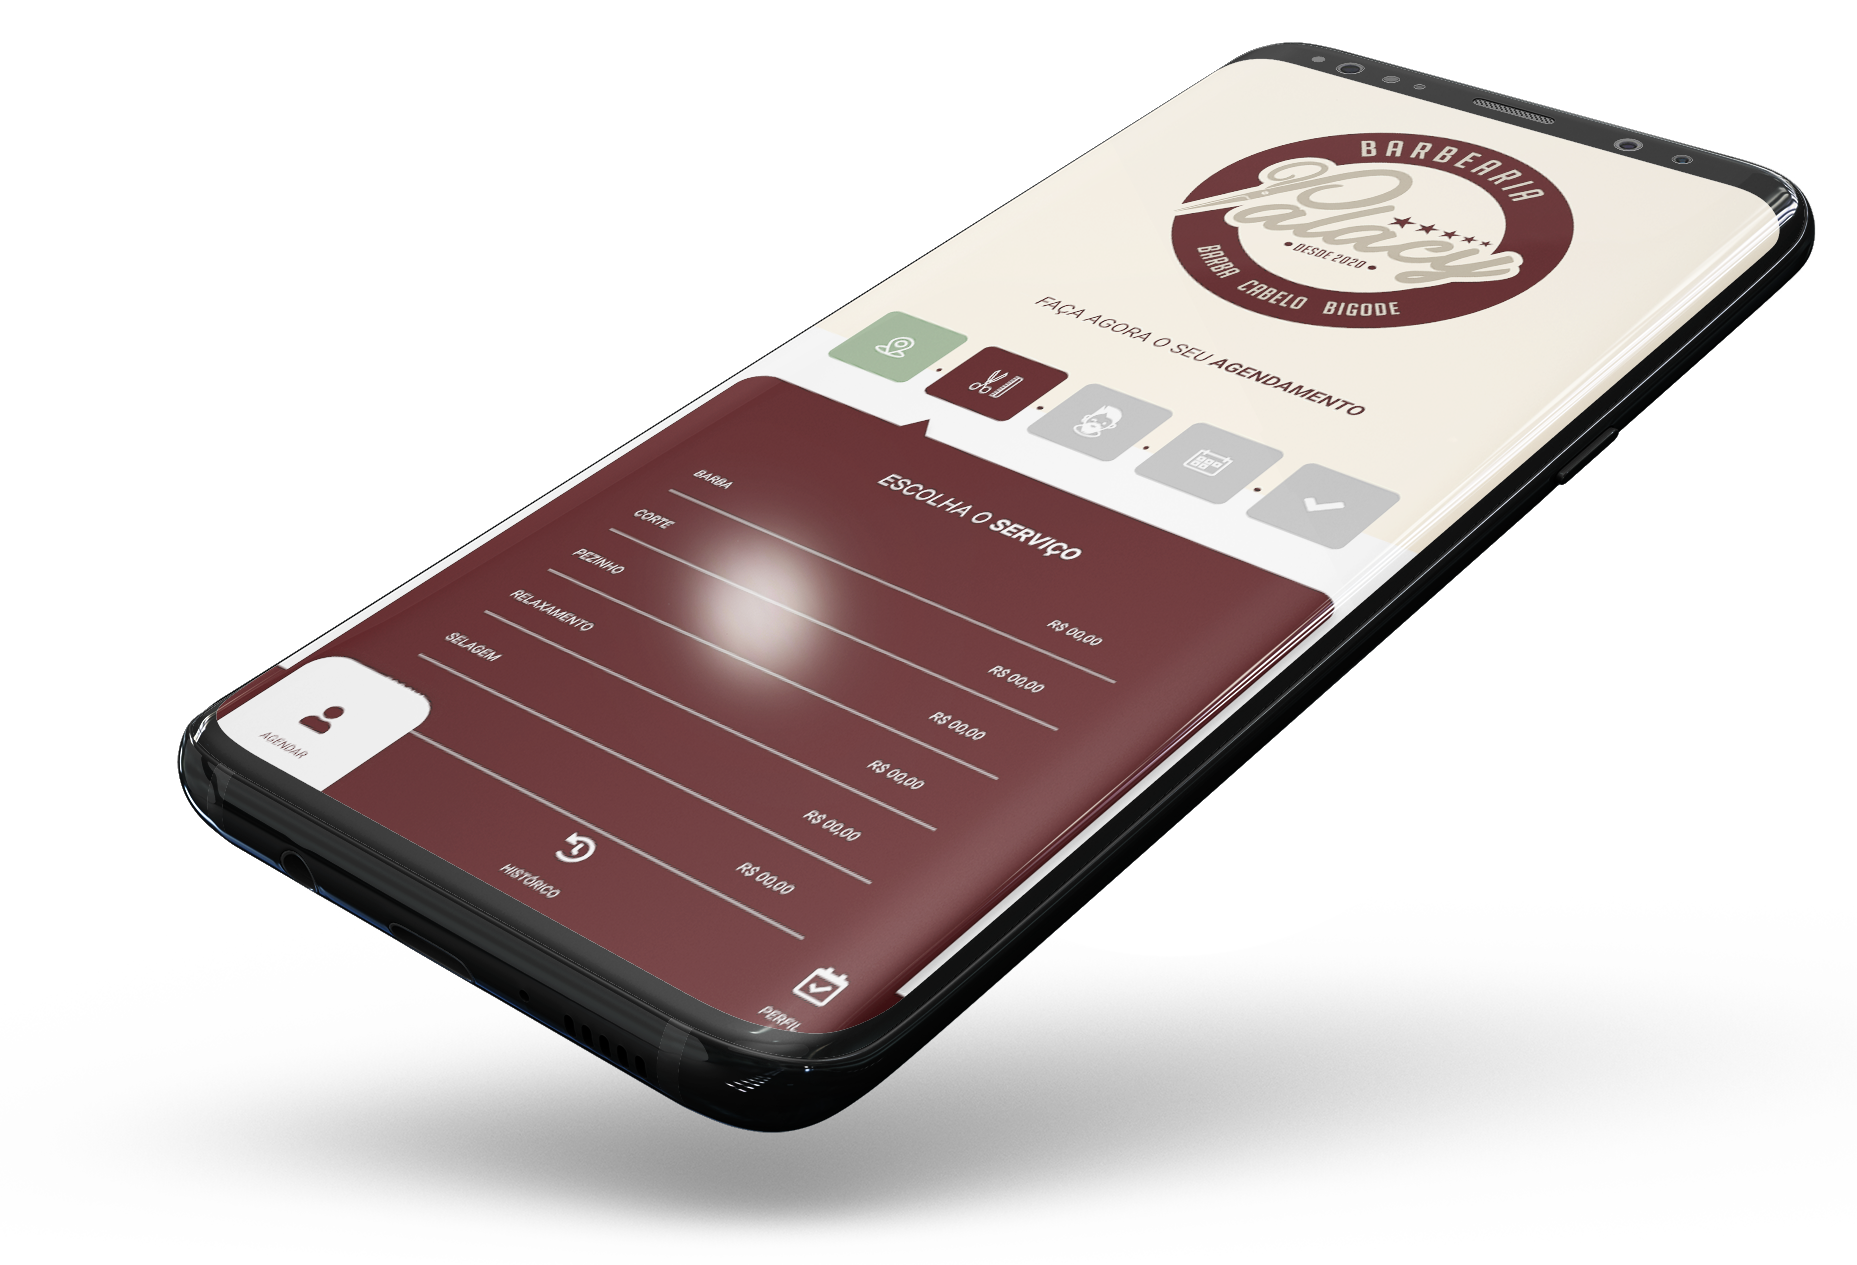 BARBEARIA
Palacy
DESDE 2020
BARBA CABELO BIGODE
FAÇA AGORA O SEU AGENDAMENTO
ESCOLHA O SERVIÇO
BARBA R$ 00,00
CORTE R$ 00,00
PEZINHO R$ 00,00
RELAXAMENTO R$ 00,00
SELAGEM R$ 00,00
R$ 00,00
AGENDAR
HISTÓRICO
PERFIL